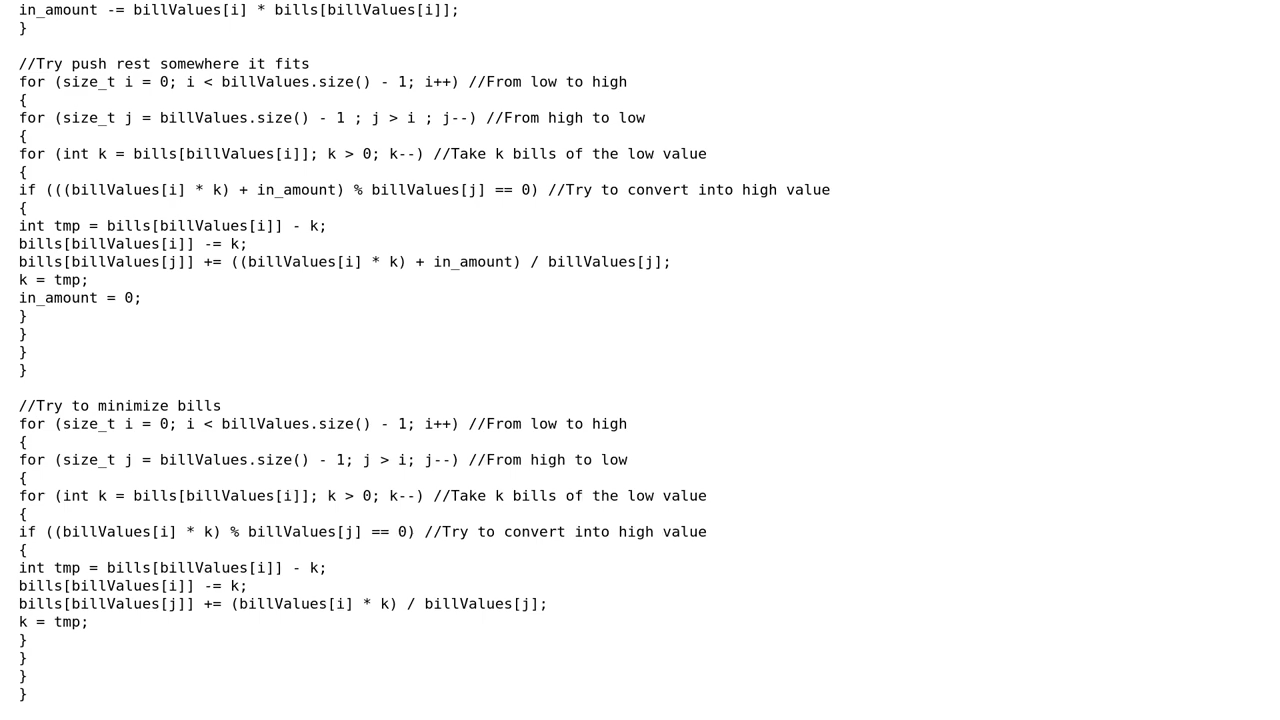 in_amount -= billValues[i] * bills[billValues[i]];
}

//Try push rest somewhere it fits
for (size_t i = 0; i < billValues.size() - 1; i++) //From low to high
{
for (size_t j = billValues.size() - 1 ; j > i ; j--) //From high to low
{
for (int k = bills[billValues[i]]; k > 0; k--) //Take k bills of the low value
{
if (((billValues[i] * k) + in_amount) % billValues[j] == 0) //Try to convert into high value
{
int tmp = bills[billValues[i]] - k;
bills[billValues[i]] -= k;
bills[billValues[j]] += ((billValues[i] * k) + in_amount) / billValues[j];
k = tmp;
in_amount = 0;
}
}
}
}

//Try to minimize bills
for (size_t i = 0; i < billValues.size() - 1; i++) //From low to high
{
for (size_t j = billValues.size() - 1; j > i; j--) //From high to low
{
for (int k = bills[billValues[i]]; k > 0; k--) //Take k bills of the low value
{
if ((billValues[i] * k) % billValues[j] == 0) //Try to convert into high value
{
int tmp = bills[billValues[i]] - k;
bills[billValues[i]] -= k;
bills[billValues[j]] += (billValues[i] * k) / billValues[j];
k = tmp;
}
}
}
}